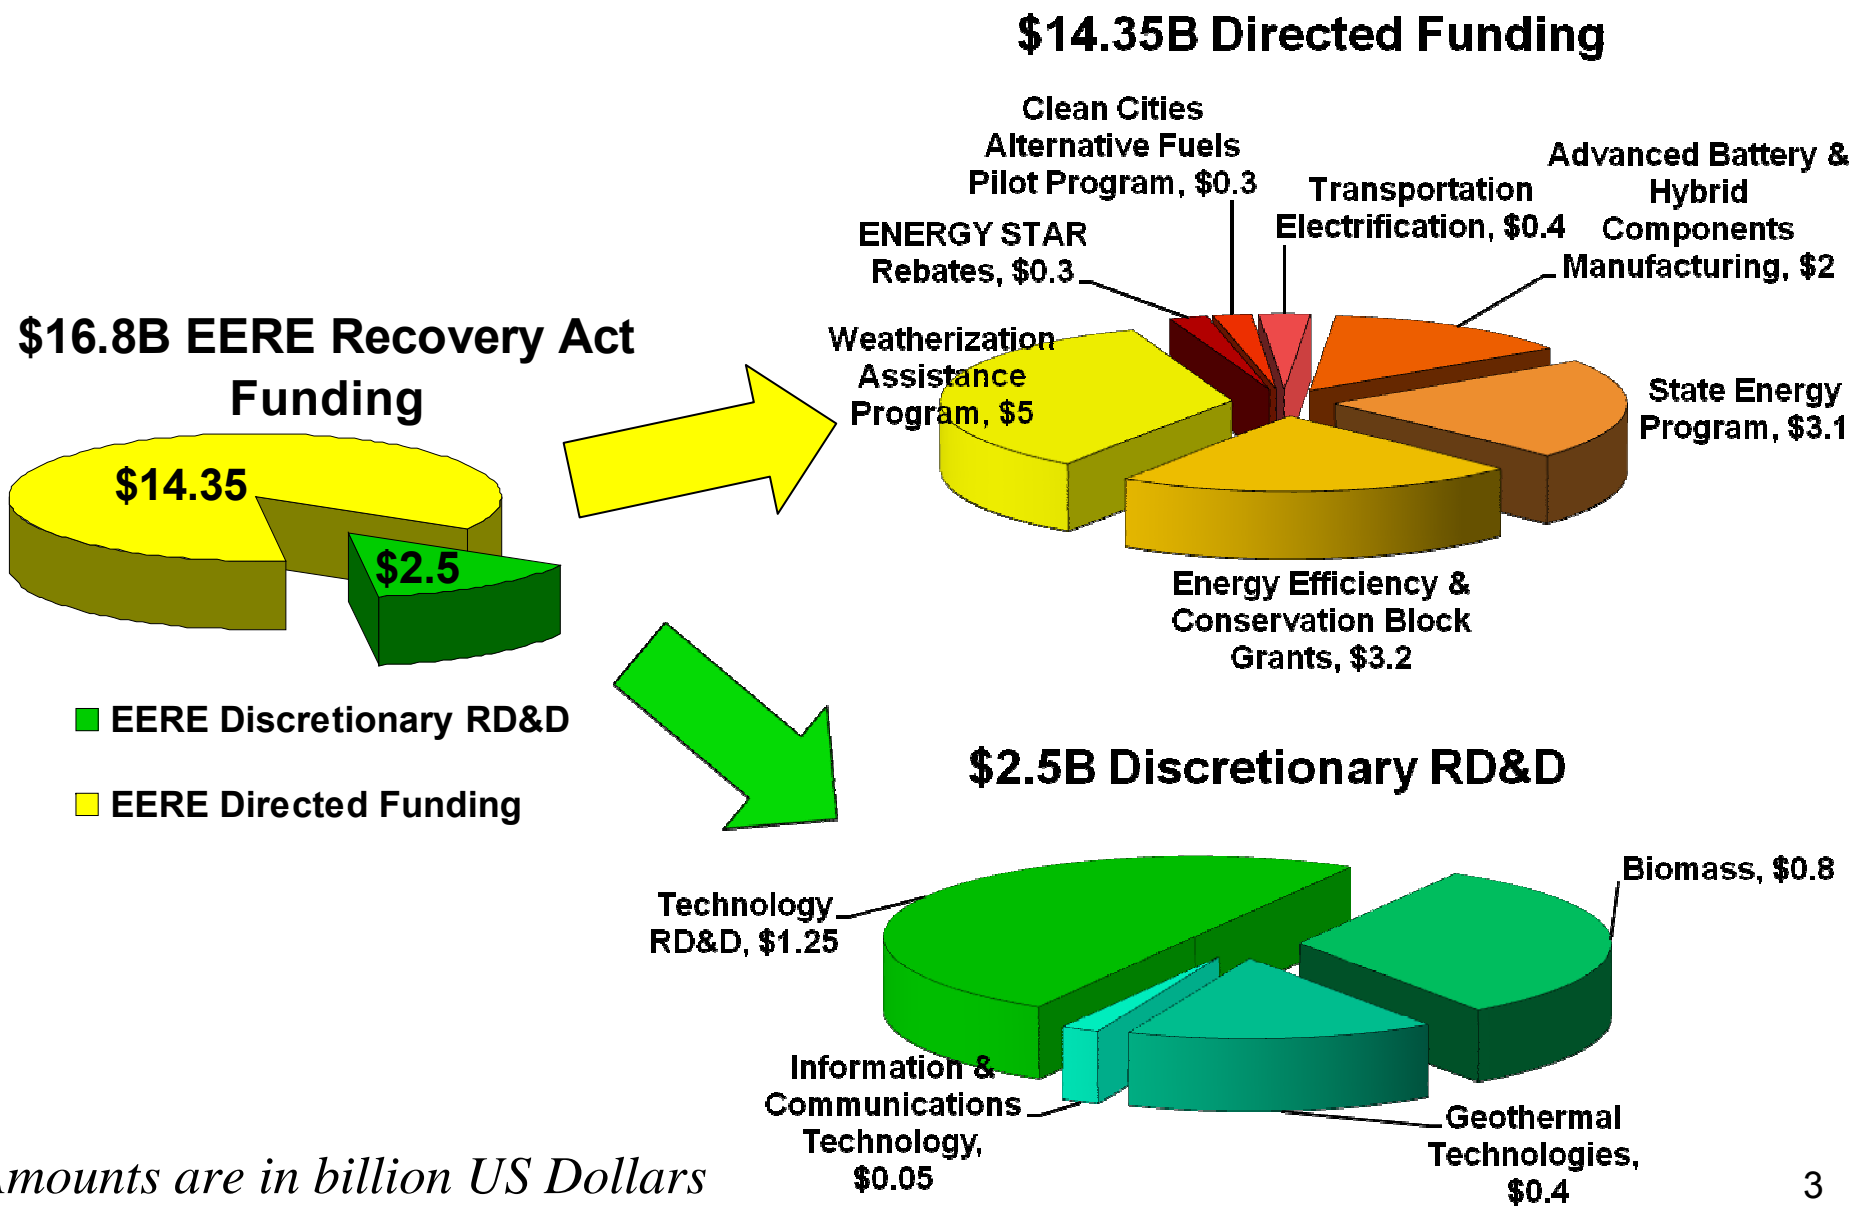 $14.35B Directed Funding
Clean Cities
Alternative Fuels
Pilot Program, $0.3
Transportation
Electrification, $0.4
Advanced Battery &
Hybrid
Components
Manufacturing, $2
ENERGY STAR
Rebates, $0.3
Weatherization
Assistance
Program, $5
State Energy
Program, $3.1
Energy Efficiency &
Conservation Block
Grants, $3.2
$16.8B EERE Recovery Act
Funding
$14.35
$2.5
EERE Discretionary RD&D
EERE Directed Funding
$2.5B Discretionary RD&D
Technology
RD&D, $1.25
Biomass, $0.8
Information &
Communications
Technology,
$0.05
Geothermal
Technologies,
$0.4
mounts are in billion US Dollars
3